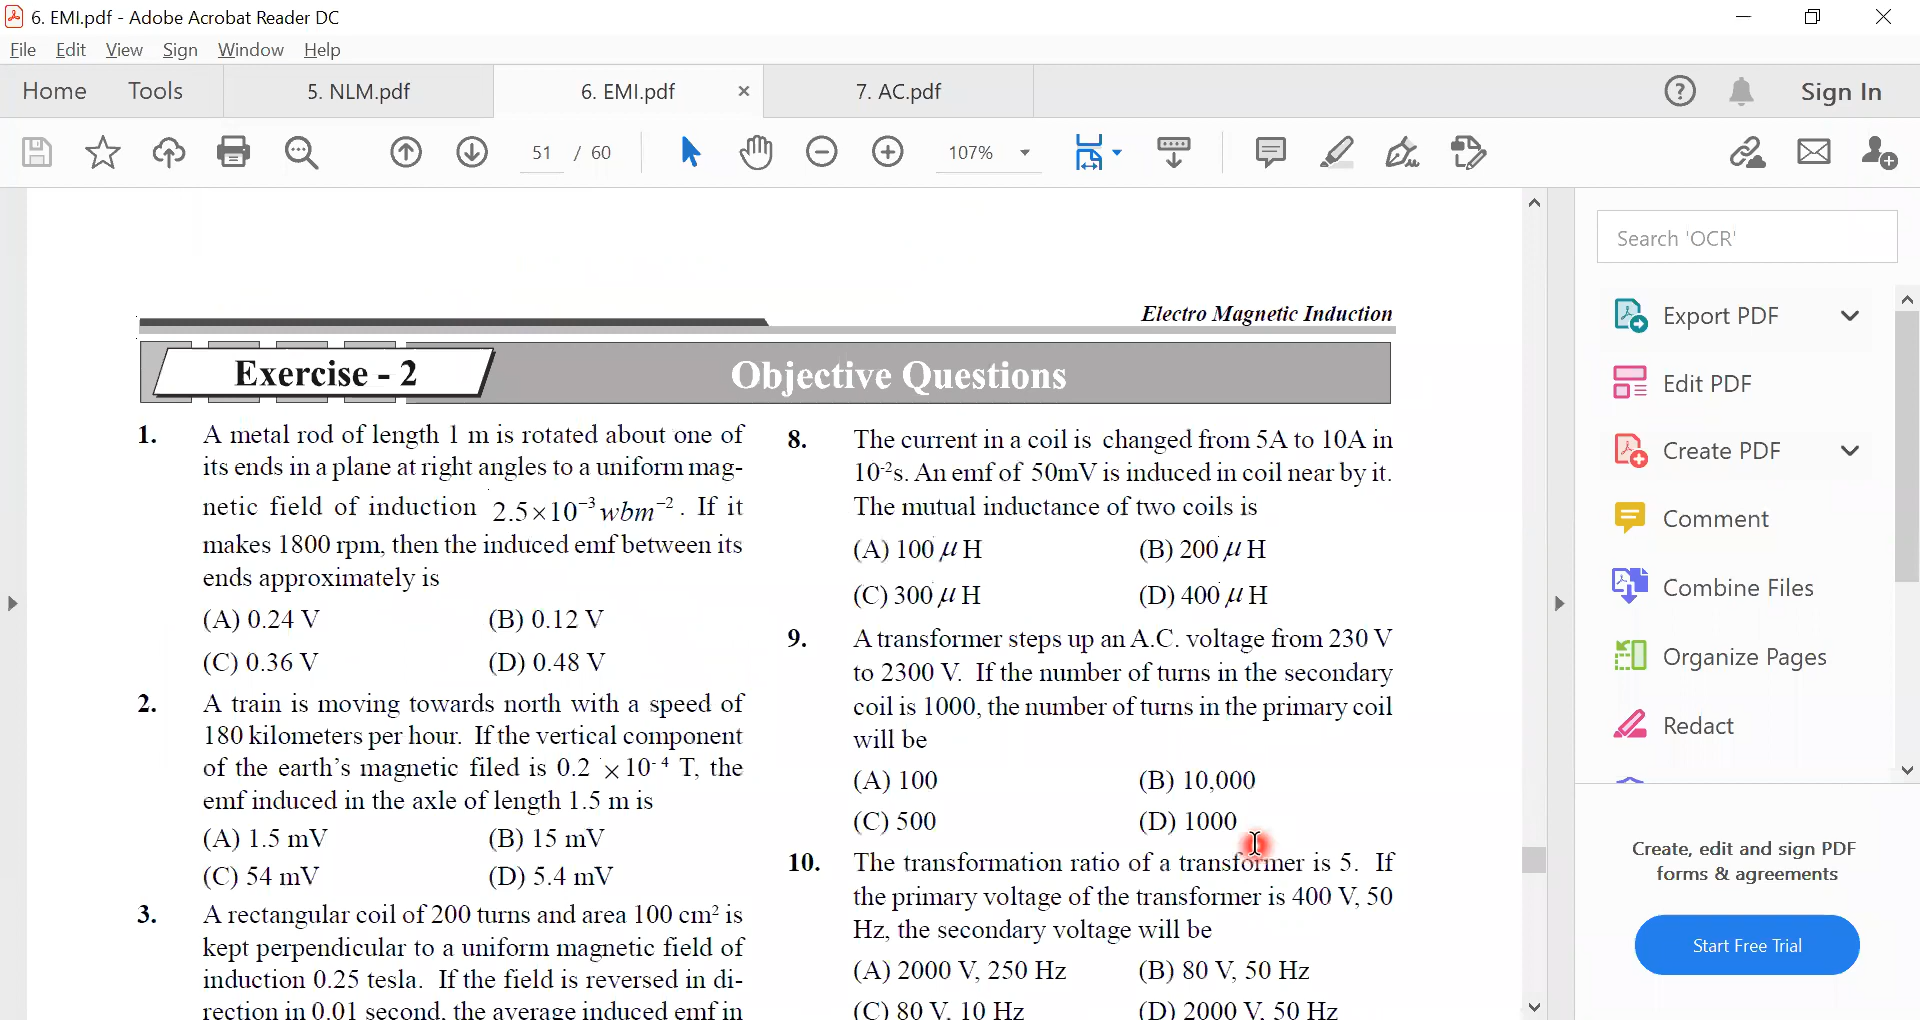 6. EMI.pdf - Adobe Acrobat Reader DC
File Edit View Sign Window Help
Home Tools 5. NLM.pdf 6. EMI.pdf × 7. AC.pdf Sign In
51 / 60 107%
Electro Magnetic Induction
Exercise - 2 Objective Questions
1. A metal rod of length 1 m is rotated about one of
its ends in a plane at right angles to a uniform mag-
netic field of induction 2.5×10⁻³ wbm⁻². If it
makes 1800 rpm, then the induced emf between its
ends approximately is
(A) 0.24 V (B) 0.12 V
(C) 0.36 V (D) 0.48 V
2. A train is moving towards north with a speed of
180 kilometers per hour. If the vertical component
of the earth's magnetic filed is 0.2 ×10⁻⁴ T, the
emf induced in the axle of length 1.5 m is
(A) 1.5 mV (B) 15 mV
(C) 54 mV (D) 5.4 mV
3. A rectangular coil of 200 turns and area 100 cm² is
kept perpendicular to a uniform magnetic field of
induction 0.25 tesla. If the field is reversed in di-
rection in 0.01 second, the average induced emf in
8. The current in a coil is changed from 5A to 10A in
10⁻²s. An emf of 50mV is induced in coil near by it.
The mutual inductance of two coils is
(A) 100 μ H (B) 200 μ H
(C) 300 μ H (D) 400 μ H
9. A transformer steps up an A.C. voltage from 230 V
to 2300 V. If the number of turns in the secondary
coil is 1000, the number of turns in the primary coil
will be
(A) 100 (B) 10,000
(C) 500 (D) 1000
10. The transformation ratio of a transformer is 5. If
the primary voltage of the transformer is 400 V, 50
Hz, the secondary voltage will be
(A) 2000 V, 250 Hz (B) 80 V, 50 Hz
(C) 80 V, 10 Hz (D) 2000 V, 50 Hz
Search 'OCR'
Export PDF
Edit PDF
Create PDF
Comment
Combine Files
Organize Pages
Redact
Create, edit and sign PDF
forms & agreements
Start Free Trial